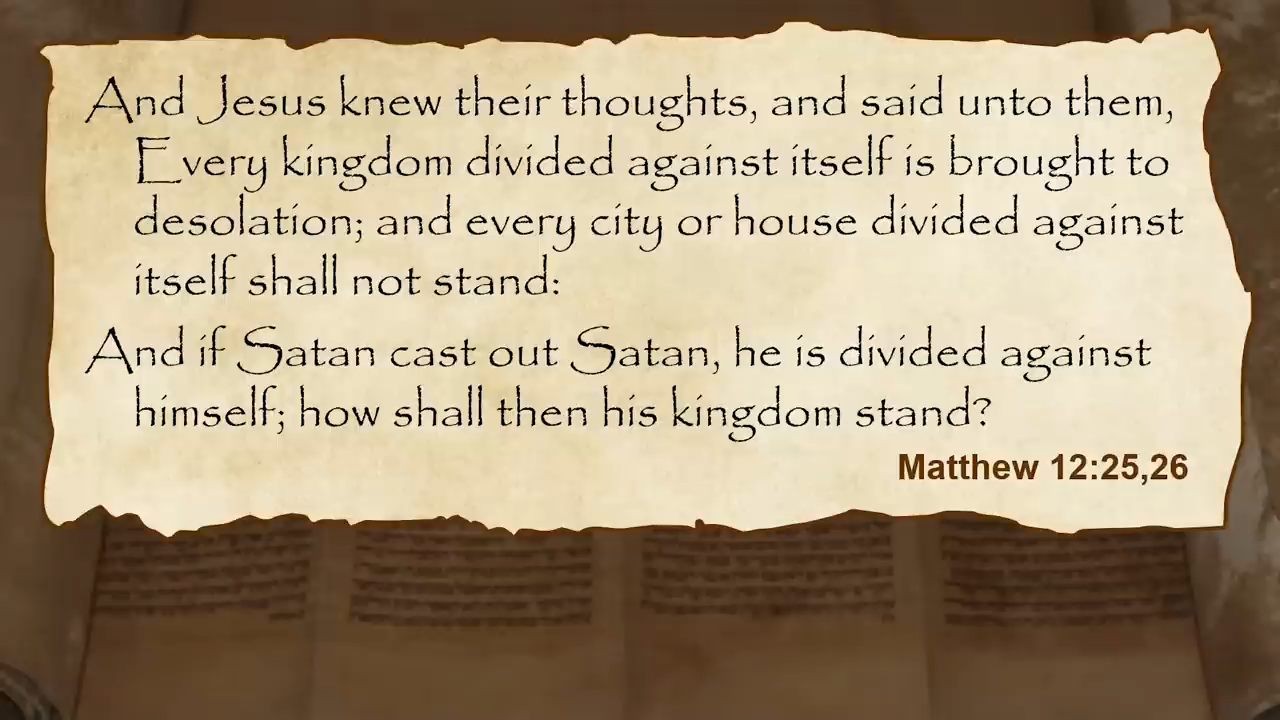 And Jesus knew their thoughts, and said unto them,
Every kingdom divided against itself is brought to
desolation; and every city or house divided against
itself shall not stand:
And if Satan cast out Satan, he is divided against
himself; how shall then his kingdom stand?
Matthew 12:25,26